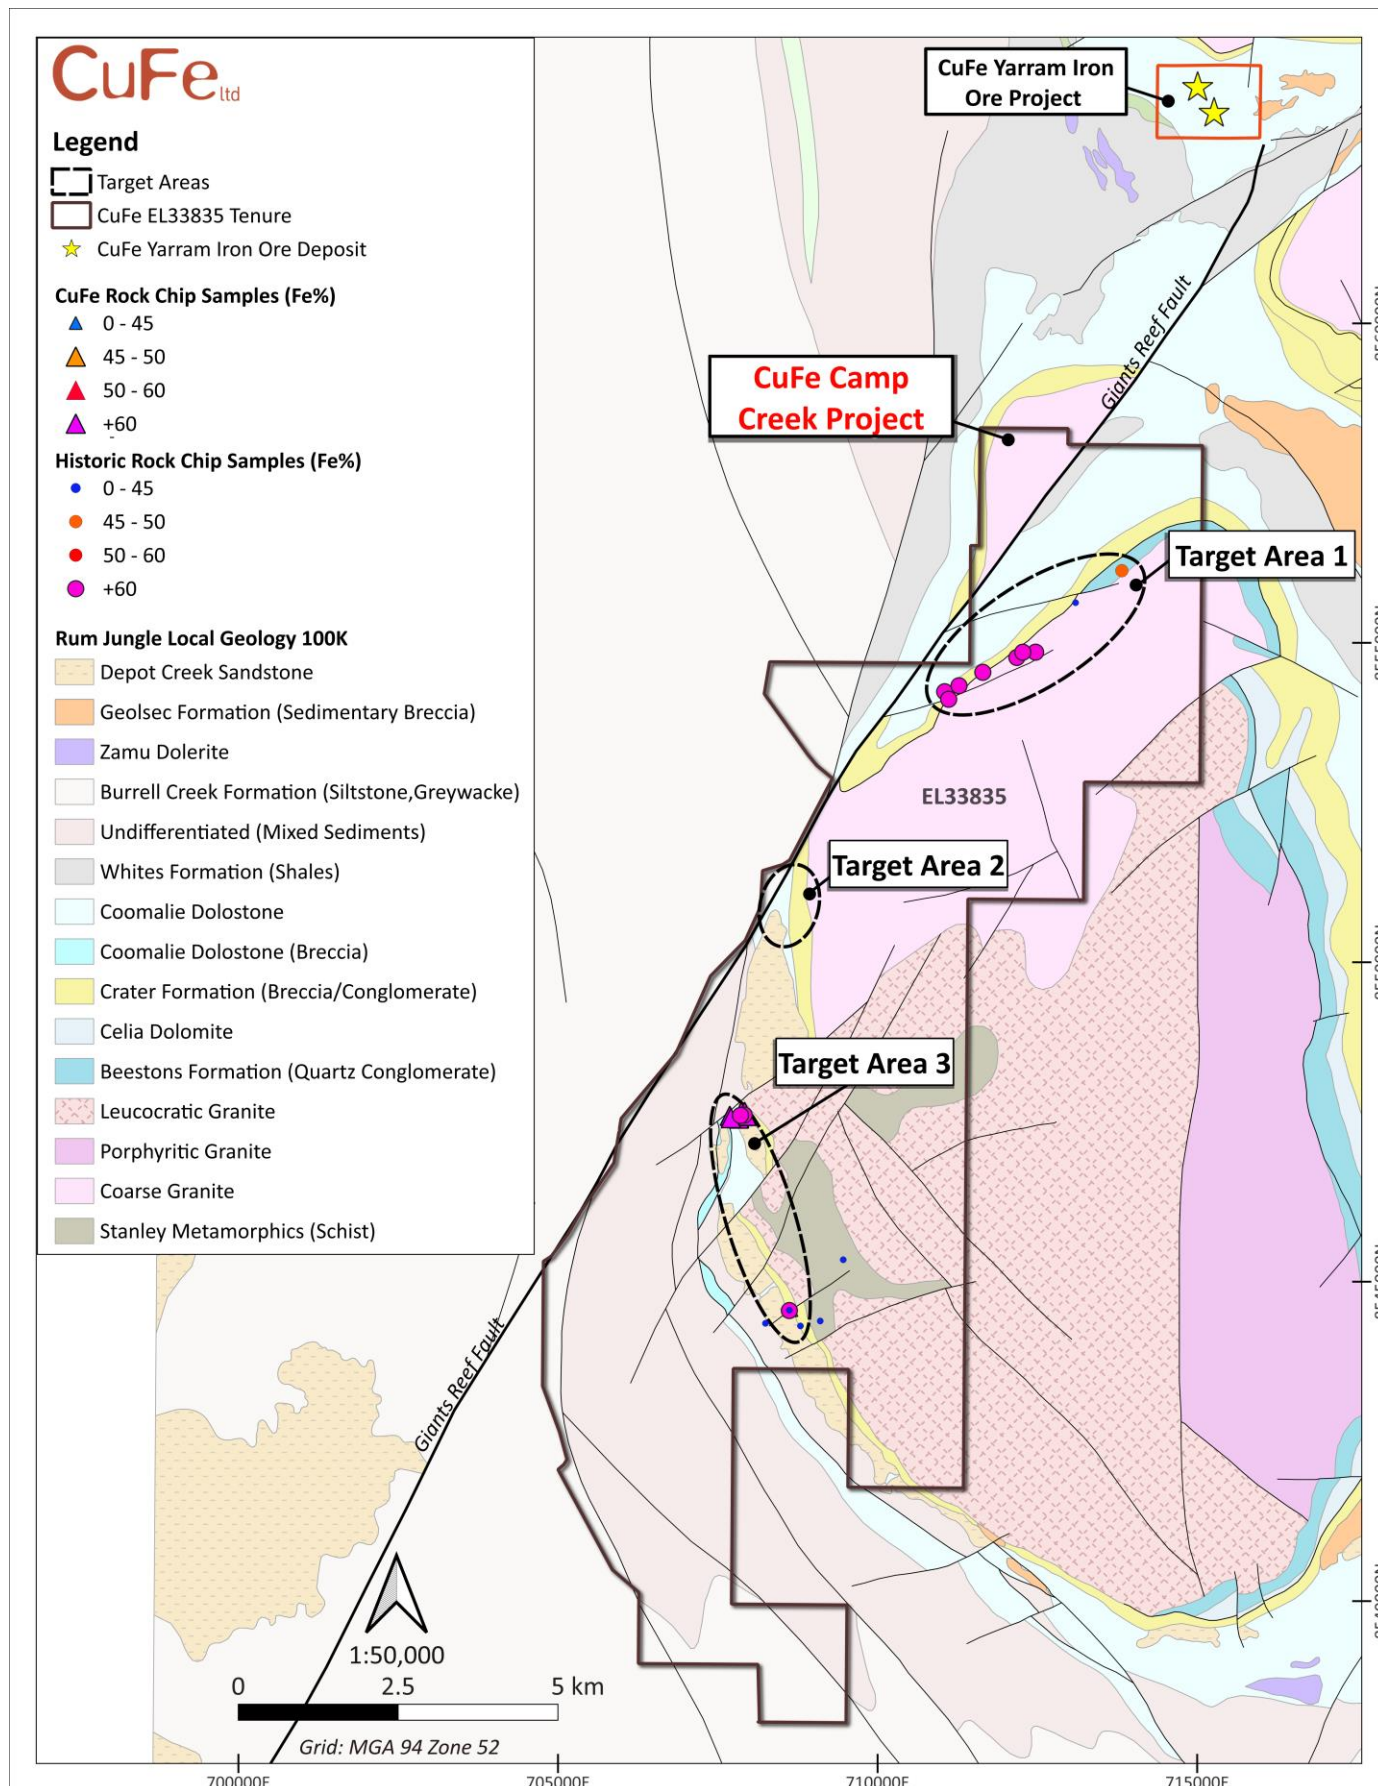 CuFe ltd
Legend
Target Areas
CuFe EL33835 Tenure
CuFe Yarram Iron Ore Deposit
CuFe Rock Chip Samples (Fe%)
0 - 45
45 - 50
50 - 60
+60
Historic Rock Chip Samples (Fe%)
0 - 45
45 - 50
50 - 60
+60
Rum Jungle Local Geology 100K
Depot Creek Sandstone
Geolsec Formation (Sedimentary Breccia)
Zamu Dolerite
Burrell Creek Formation (Siltstone,Greywacke)
Undifferentiated (Mixed Sediments)
Whites Formation (Shales)
Coomalie Dolostone
Coomalie Dolostone (Breccia)
Crater Formation (Breccia/Conglomerate)
Celia Dolomite
Beestons Formation (Quartz Conglomerate)
Leucocratic Granite
Porphyritic Granite
Coarse Granite
Stanley Metamorphics (Schist)
CuFe Yarram Iron
Ore Project
Giants Reef Fault
CuFe Camp
Creek Project
Target Area 1
EL33835
Target Area 2
Target Area 3
Giants Reef Fault
1:50,000
0 2.5 5 km
Grid: MGA 94 Zone 52
700000E 705000E 710000E 715000E